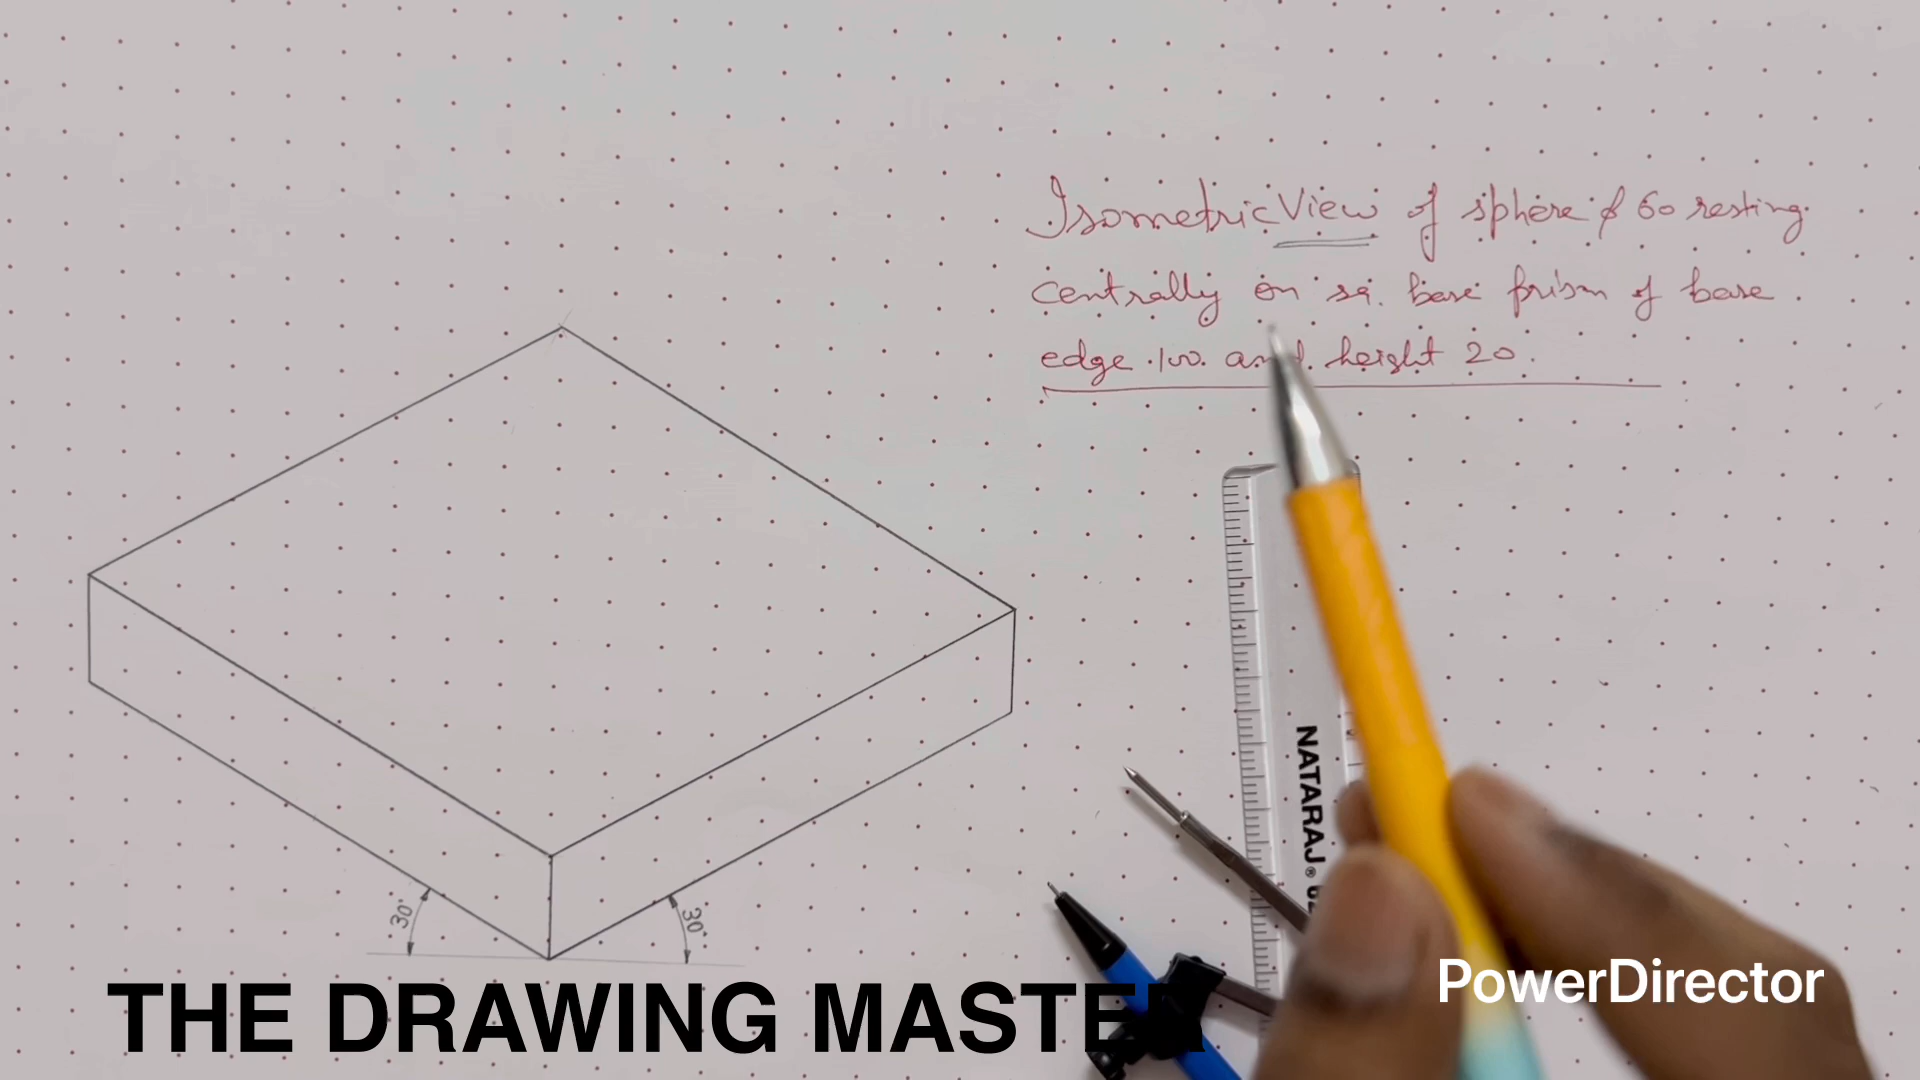 Isometric View of sphere ϕ 60 resting
centrally on sq. base prism of base
edge 100 and height 20.
30°
30°
NATARAJ®
THE DRAWING MASTER
PowerDirector